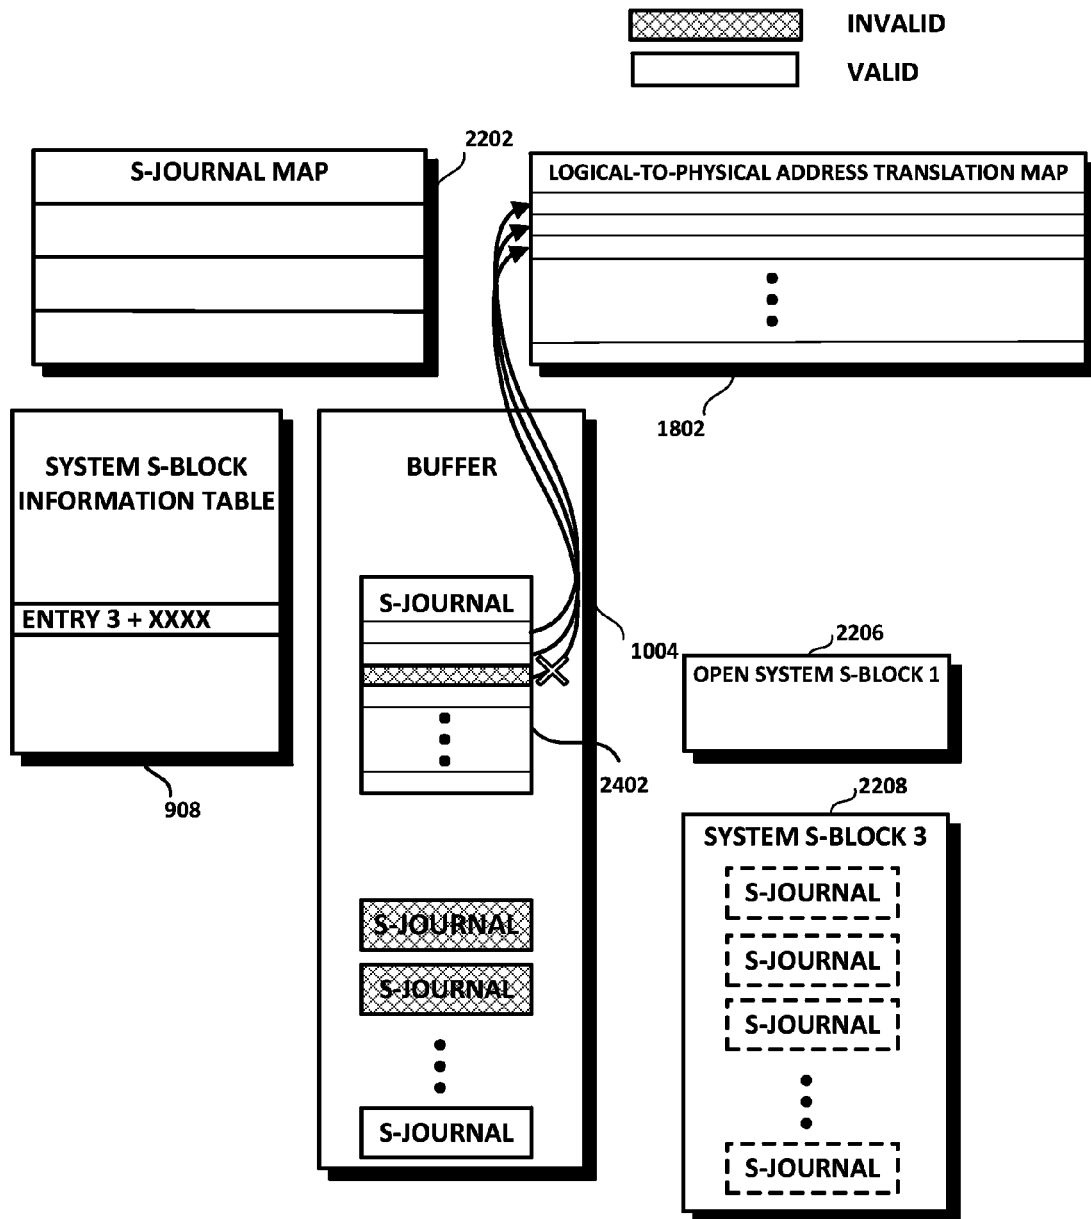 INVALID
VALID
2202
S-JOURNAL MAP
LOGICAL-TO-PHYSICAL ADDRESS TRANSLATION MAP
1802
SYSTEM S-BLOCK
INFORMATION TABLE
ENTRY 3 + XXXX
908
BUFFER
S-JOURNAL
1004
2402
S-JOURNAL
S-JOURNAL
S-JOURNAL
2206
OPEN SYSTEM S-BLOCK 1
2208
SYSTEM S-BLOCK 3
S-JOURNAL
S-JOURNAL
S-JOURNAL
S-JOURNAL